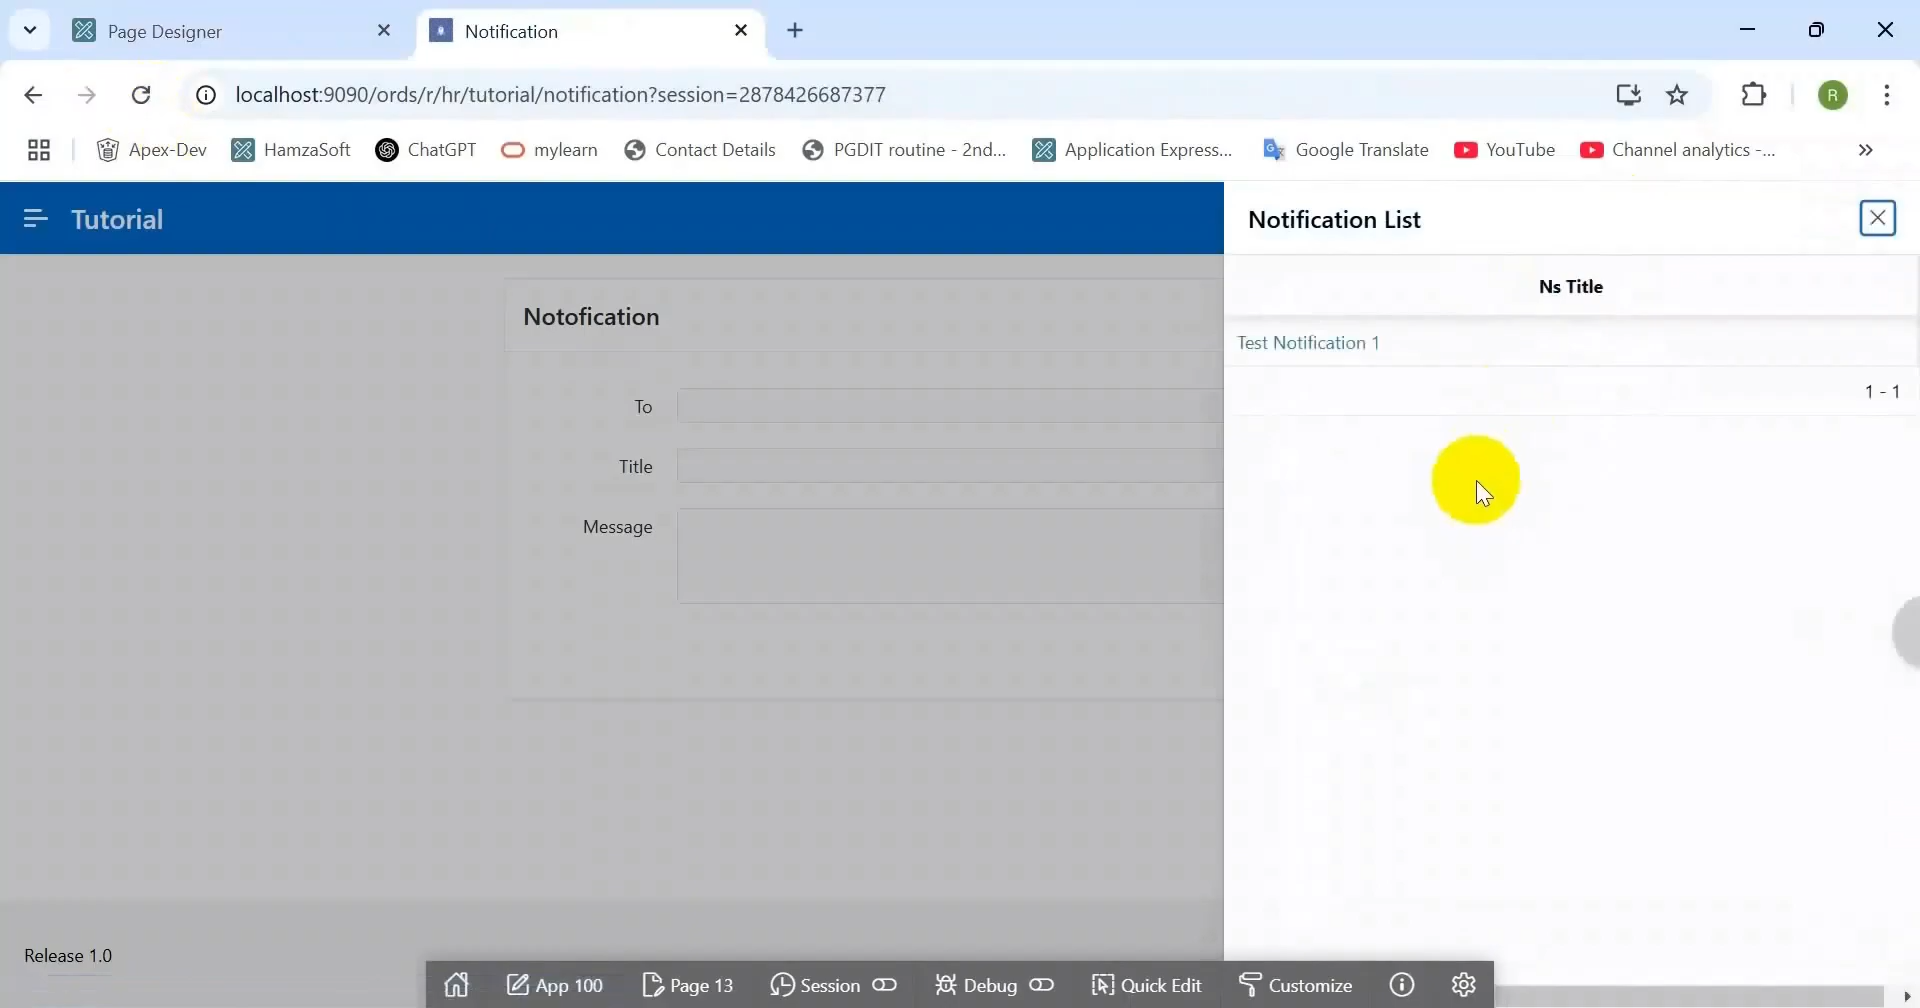 Page Designer
Notification
localhost:9090/ords/r/hr/tutorial/notification?session=2878426687377
R
Apex-Dev
HamzaSoft
ChatGPT
mylearn
Contact Details
PGDIT routine - 2nd...
Application Express...
Google Translate
YouTube
Channel analytics -...
Tutorial
Notification List
Ns Title
Test Notification 1
1 - 1
Notofication
To
Title
Message
Release 1.0
App 100
Page 13
Session
Debug
Quick Edit
Customize